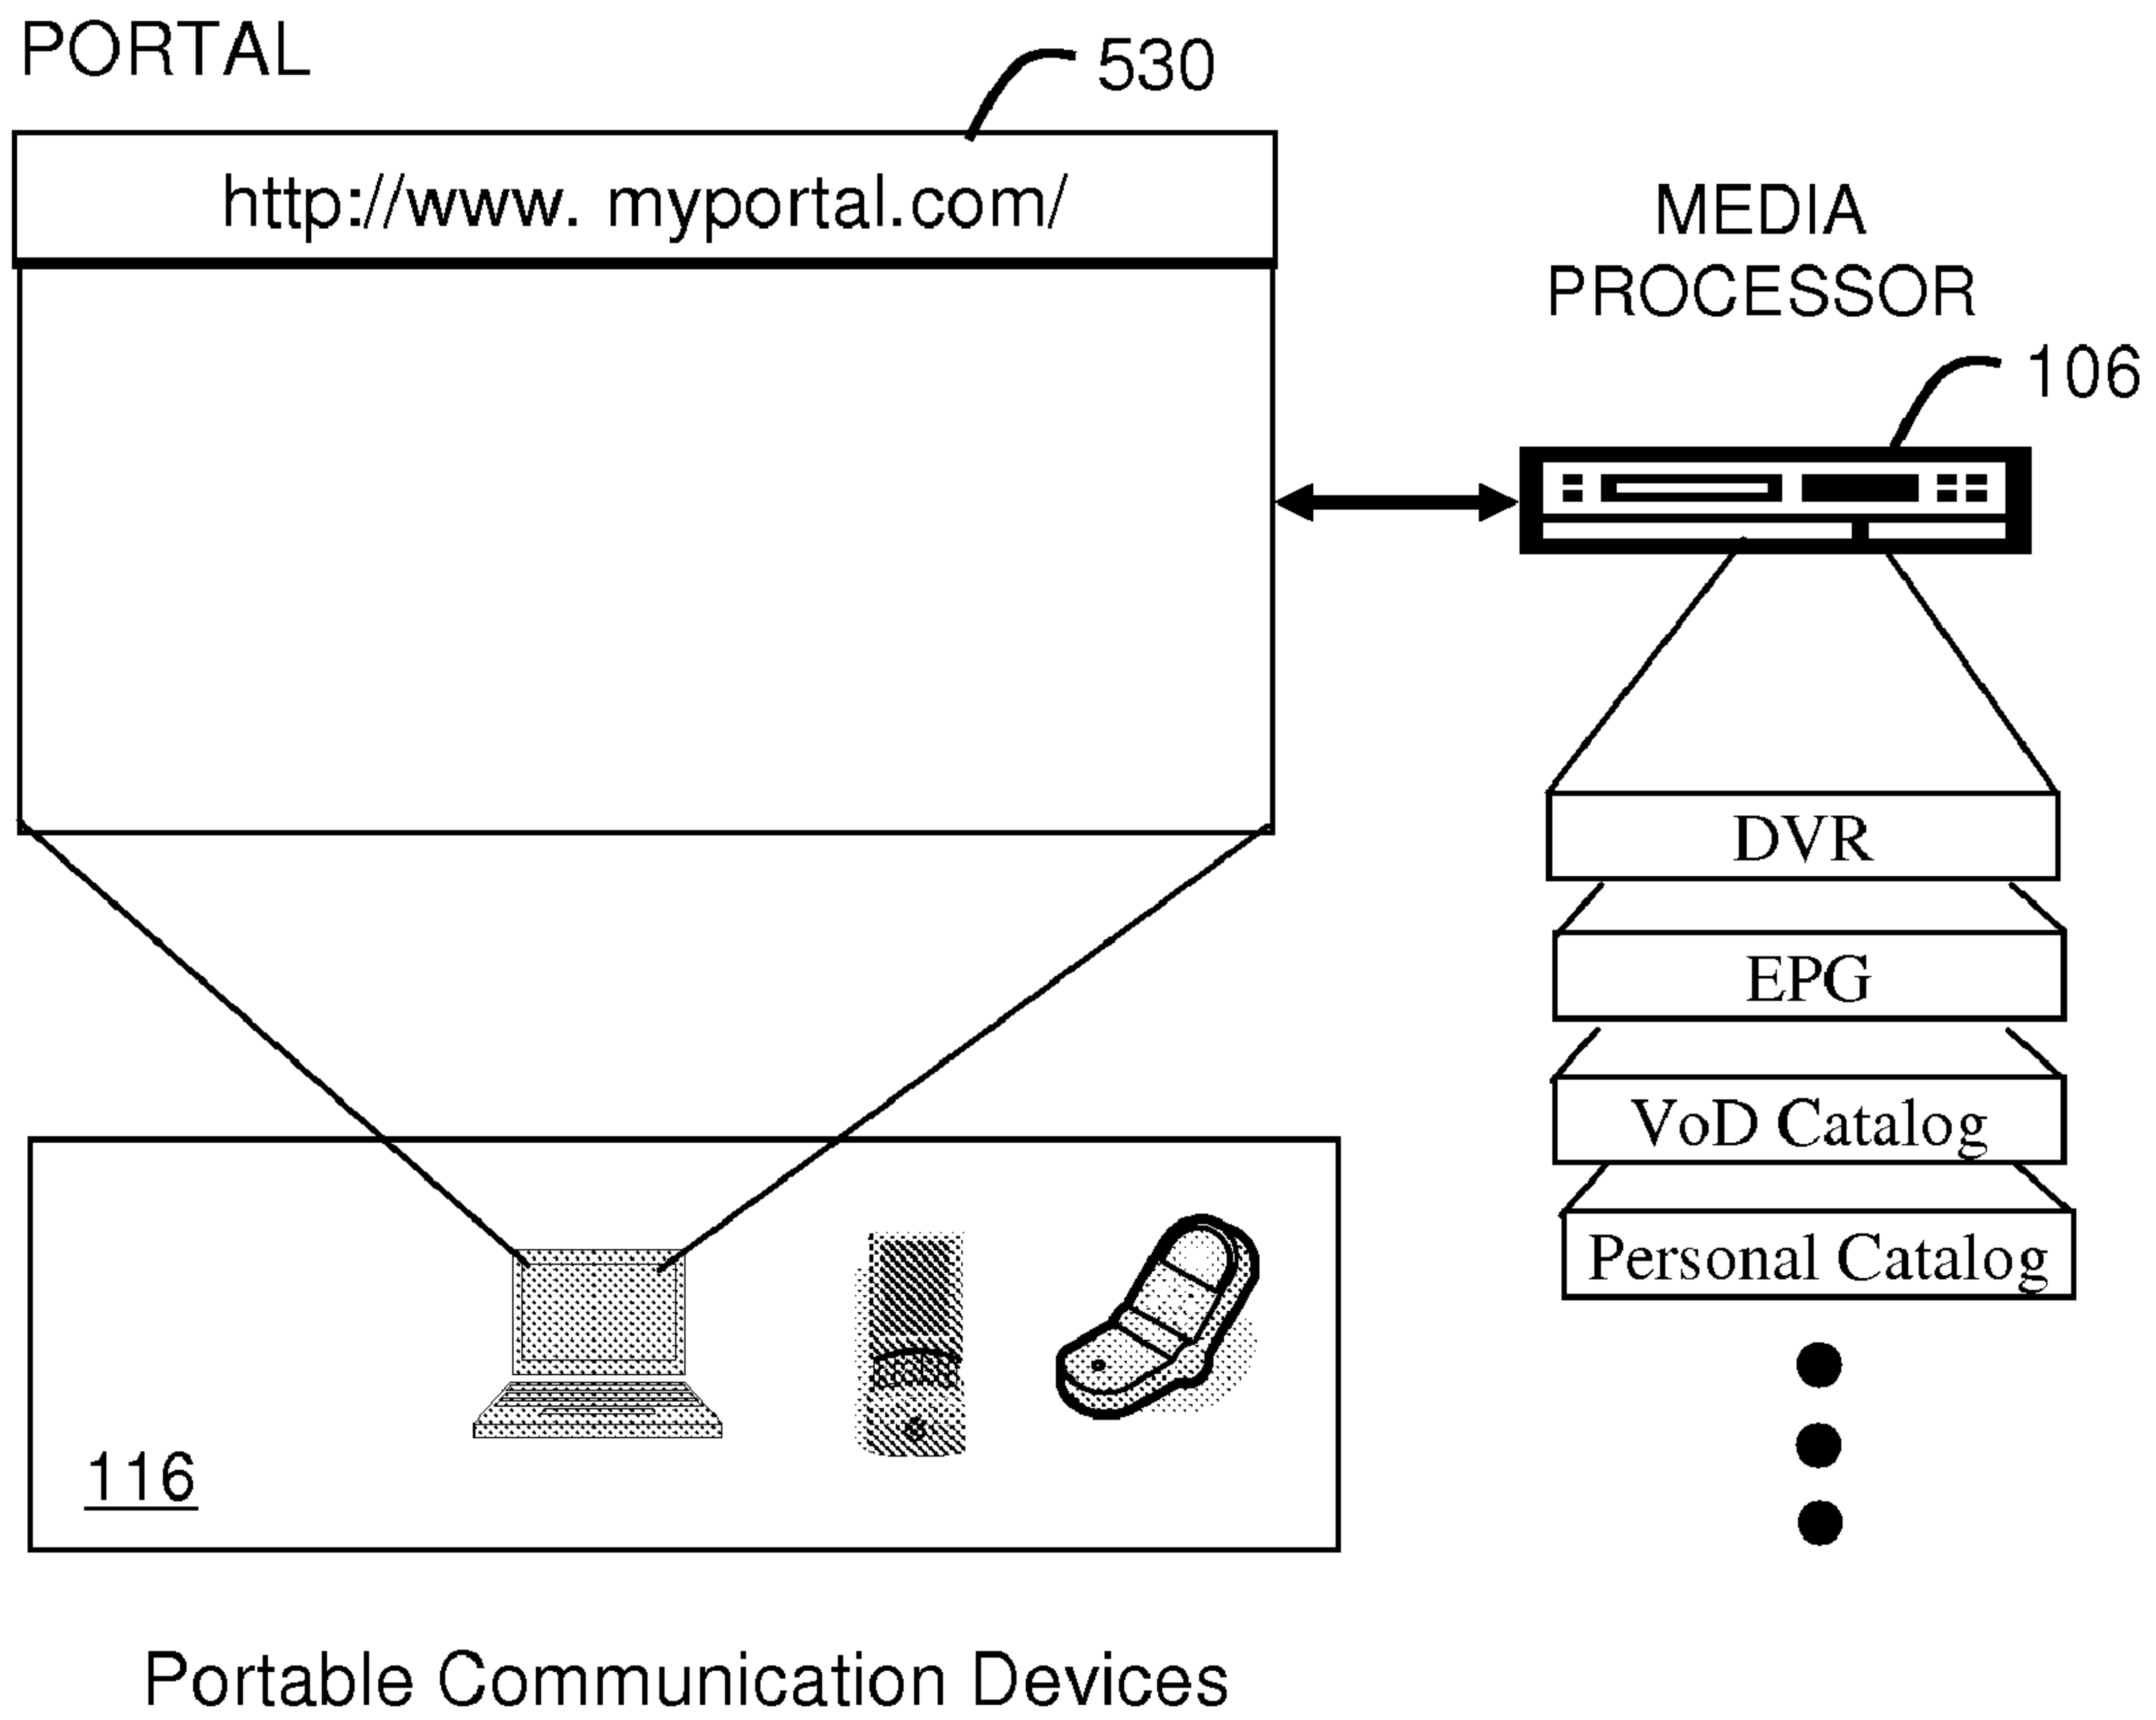 PORTAL
530
http://www. myportal.com/
MEDIA
PROCESSOR
106
DVR
EPG
VoD Catalog
Personal Catalog
116
Portable Communication Devices